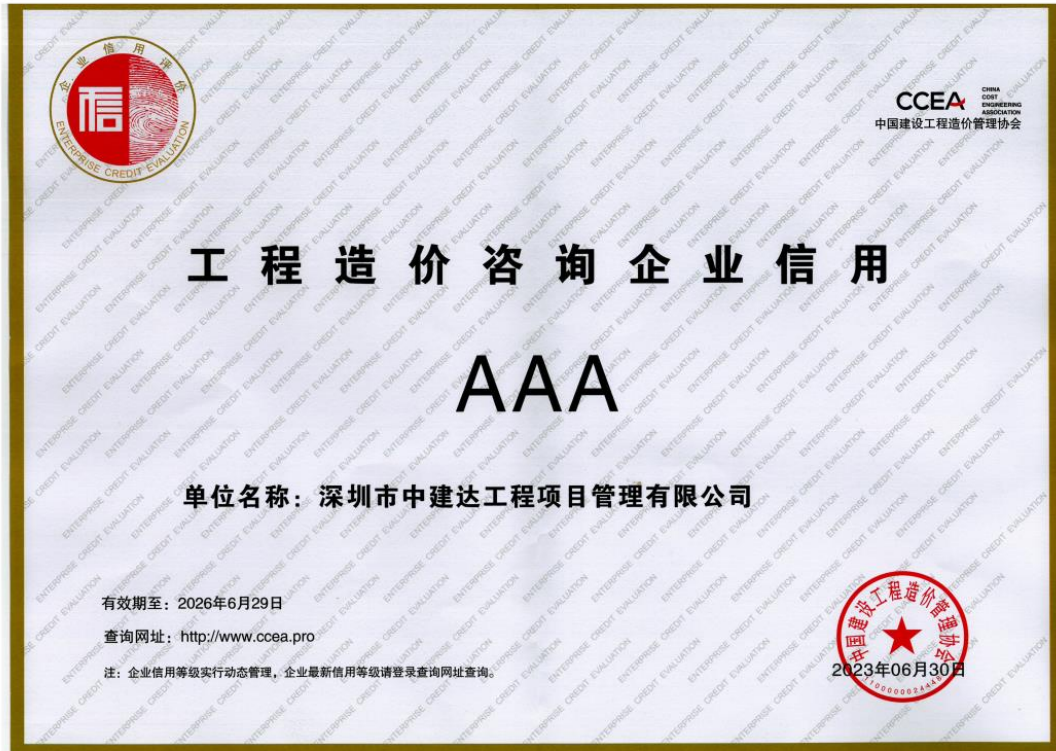 企业信用评价
信
ENTERPRISE CREDIT EVALUATION
CCEA
CHINA
COST
ENGINEERING
ASSOCIATION
中国建设工程造价管理协会
工程造价咨询企业信用
AAA
单位名称：深圳市中建达工程项目管理有限公司
有效期至：2026年6月29日
查询网址：http://www.ccea.pro
注：企业信用等级实行动态管理，企业最新信用等级请登录查询网址查询。
中国建设工程造价管理协会
2023年06月30日